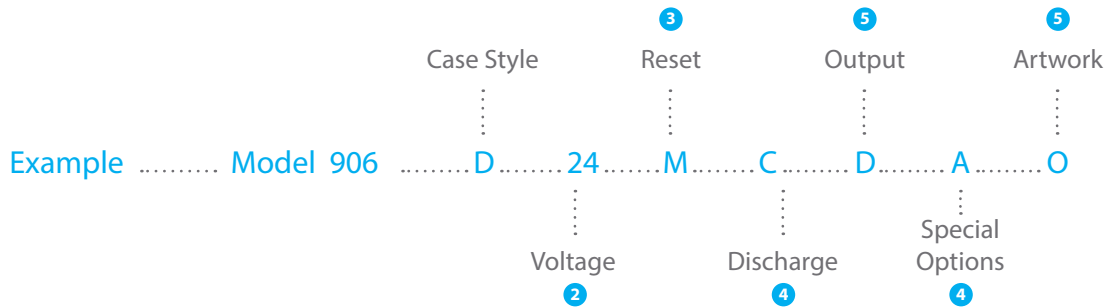 3 5 5
Case Style Reset Output Artwork
Example ......... Model 906 ......... D ........ 24 ........ M ........ C ........ D ........ A ........ O
Special
Voltage Discharge Options
2 4 4